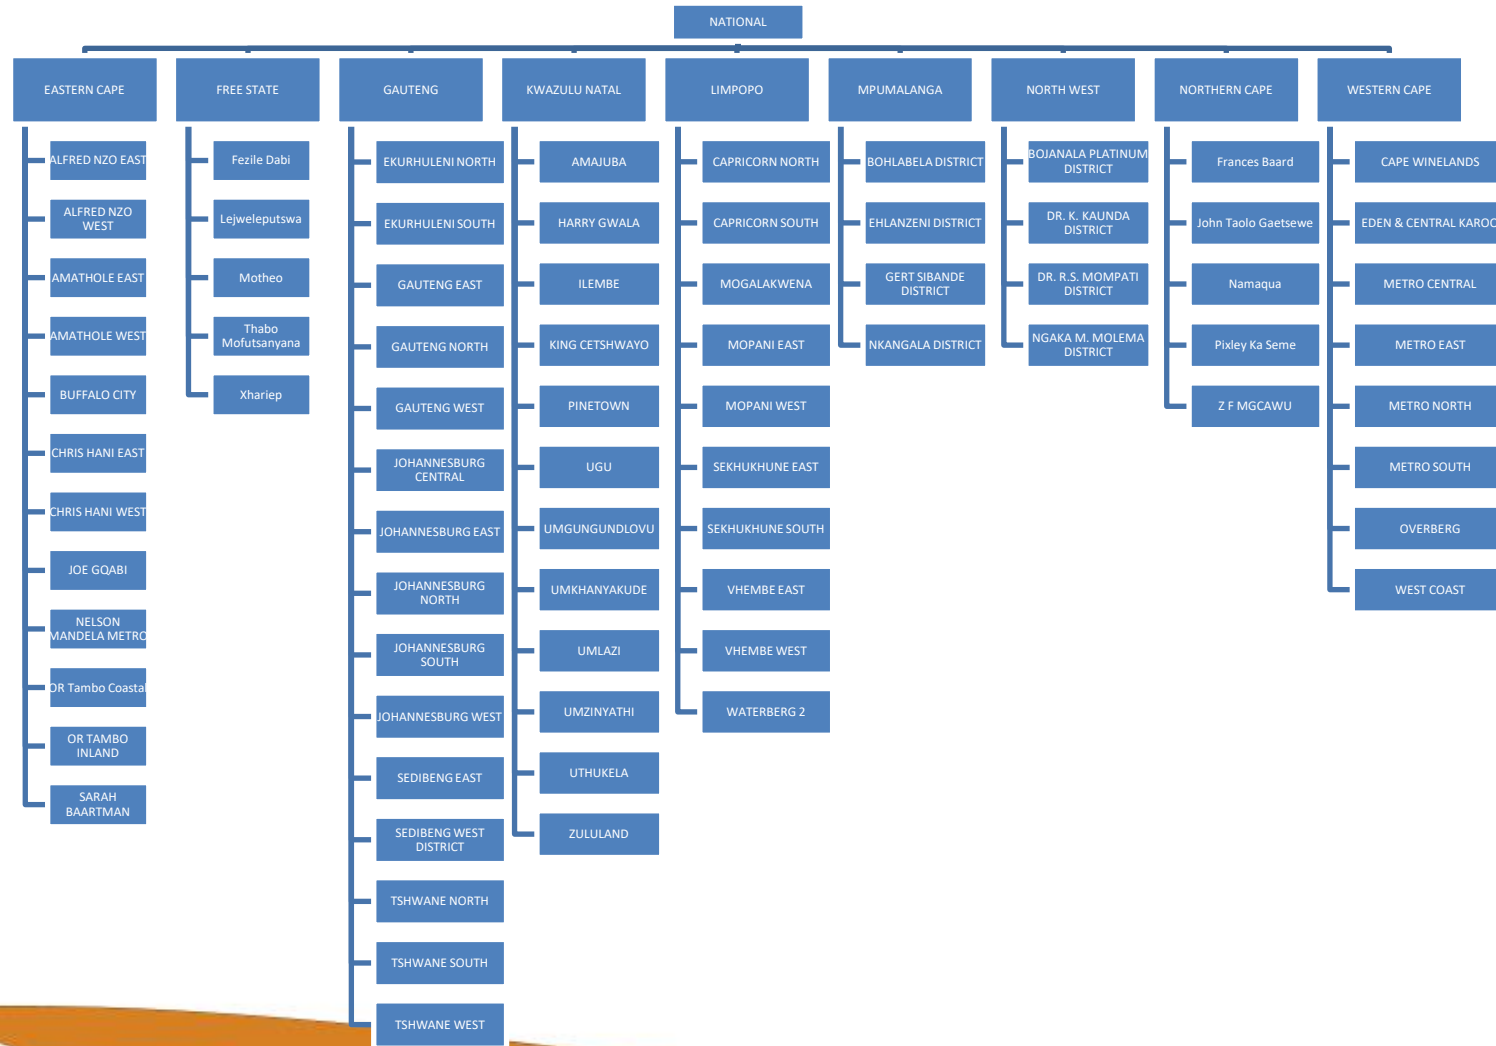 NATIONAL
EASTERN CAPE
ALFRED NZO EAST
ALFRED NZO
WEST
AMATHOLE EAST
AMATHOLE WEST
BUFFALO CITY
CHRIS HANI EAST
CHRIS HANI WEST
JOE GQABI
NELSON
MANDELA METRO
OR Tambo Coastal
OR TAMBO
INLAND
SARAH
BAARTMAN
FREE STATE
Fezile Dabi
Lejweleputswa
Motheo
Thabo
Mofutsanyana
Xhariep
GAUTENG
EKURHULENI NORTH
EKURHULENI SOUTH
GAUTENG EAST
GAUTENG NORTH
GAUTENG WEST
JOHANNESBURG
CENTRAL
JOHANNESBURG EAST
JOHANNESBURG
NORTH
JOHANNESBURG
SOUTH
JOHANNESBURG WEST
SEDIBENG EAST
SEDIBENG WEST
DISTRICT
TSHWANE NORTH
TSHWANE SOUTH
TSHWANE WEST
KWAZULU NATAL
AMAJUBA
HARRY GWALA
ILEMBE
KING CETSHWAYO
PINETOWN
UGU
UMGUNGUNDLOVU
UMKHANYAKUDE
UMLAZI
UMZINYATHI
UTHUKELA
ZULULAND
LIMPOPO
CAPRICORN NORTH
CAPRICORN SOUTH
MOGALAKWENA
MOPANI EAST
MOPANI WEST
SEKHUKHUNE EAST
SEKHUKHUNE SOUTH
VHEMBE EAST
VHEMBE WEST
WATERBERG 2
MPUMALANGA
BOHLABELA DISTRICT
EHLANZENI DISTRICT
GERT SIBANDE
DISTRICT
NKANGALA DISTRICT
NORTH WEST
BOJANALA PLATINUM
DISTRICT
DR. K. KAUNDA
DISTRICT
DR. R.S. MOMPATI
DISTRICT
NGAKA M. MOLEMA
DISTRICT
NORTHERN CAPE
Frances Baard
John Taolo Gaetsewe
Namaqua
Pixley Ka Seme
Z F MGCAWU
WESTERN CAPE
CAPE WINELANDS
EDEN & CENTRAL KAROO
METRO CENTRAL
METRO EAST
METRO NORTH
METRO SOUTH
OVERBERG
WEST COAST